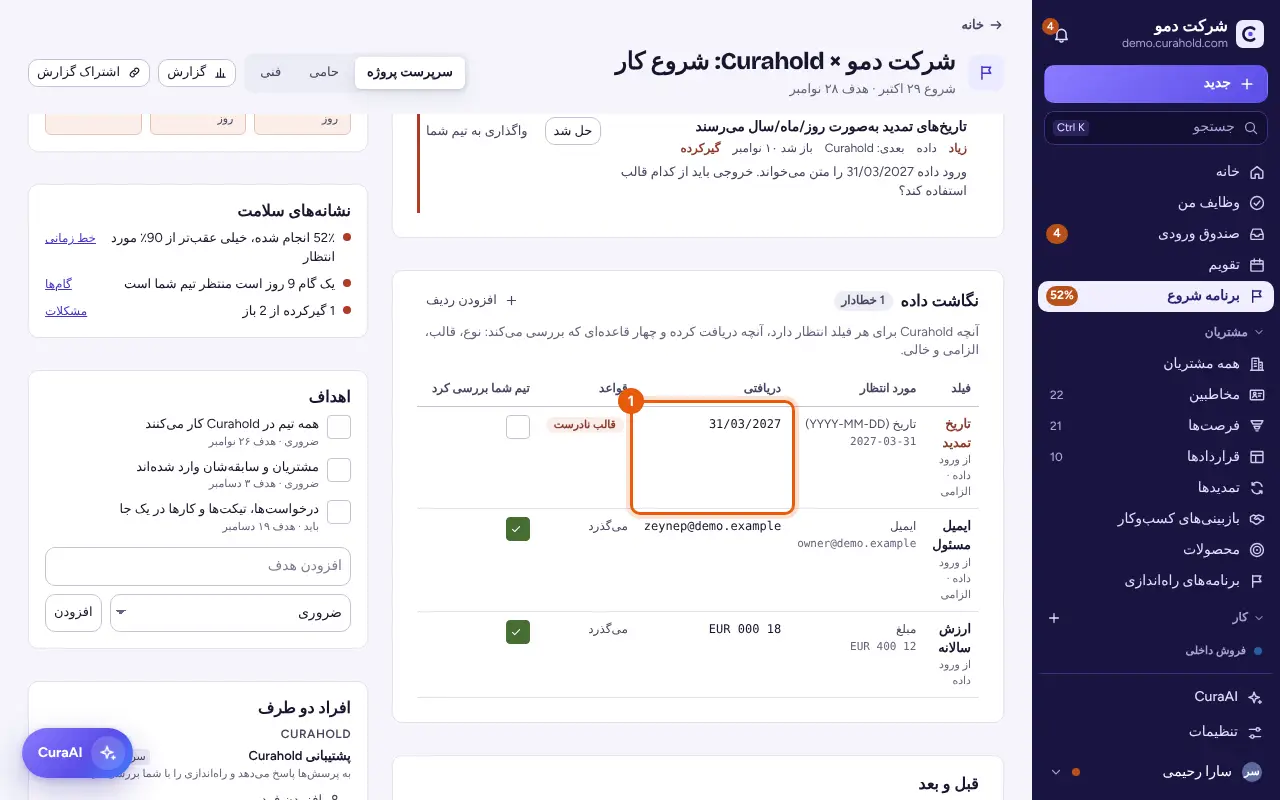 شرکت دمو
demo.curahold.com
4
+ جدید
جستجو
Ctrl K
خانه
وظایف من
صندوق ورودی
4
تقویم
برنامه شروع
52%
مشتریان
همه مشتریان
مخاطبین
22
فرصت‌ها
21
قراردادها
10
تمدیدها
بازبینی‌های کسب‌وکار
محصولات
برنامه‌های راه‌اندازی
کار
+
فروش داخلی
CuraAI
تنظیمات
سر
سارا رحیمی
→ خانه
شرکت دمو × Curahold: شروع کار
شروع ۲۹ اکتبر · هدف ۲۸ نوامبر
سرپرست پروژه
حامی
فنی
گزارش
اشتراک گزارش
تاریخ‌های تمدید به‌صورت روز/ماه/سال می‌رسند
زیاد داده بعدی: Curahold باز شد ۱۰ نوامبر گیرکرده
ورود داده 31/03/2027 را متن می‌خواند. خروجی باید از کدام قالب
استفاده کند؟
حل شد
واگذاری به تیم شما
نگاشت داده
1 خطادار
+ افزودن ردیف
آنچه Curahold برای هر فیلد انتظار دارد، آنچه دریافت کرده و چهار قاعده‌ای که بررسی می‌کند: نوع، قالب،
الزامی و خالی.
فیلد
مورد انتظار
دریافتی
قواعد
تیم شما بررسی کرد
1
تاریخ
تمدید
از ورود
داده ·
الزامی
تاریخ (YYYY-MM-DD)
2027-03-31
31/03/2027
قالب نادرست
ایمیل
مسئول
از ورود
داده ·
الزامی
ایمیل
owner@demo.example
zeynep@demo.example
می‌گذرد
ارزش
سالانه
از ورود
داده
مبلغ
12 400 EUR
18 000 EUR
می‌گذرد
قبل و بعد
روز
روز
روز
نشانه‌های سلامت
52٪ انجام شده، خیلی عقب‌تر از 90٪ مورد
انتظار
خط زمانی
یک گام 9 روز است منتظر تیم شما است
گام‌ها
1 گیرکرده از 2 باز
مشکلات
اهداف
همه تیم در Curahold کار می‌کنند
ضروری · هدف ۲۶ نوامبر
مشتریان و سابقه‌شان وارد شده‌اند
ضروری · هدف ۳ دسامبر
درخواست‌ها، تیکت‌ها و کارها در یک جا
باید · هدف ۱۹ دسامبر
افزودن هدف
ضروری
افزودن
افراد دو طرف
CURAHOLD
پشتیبانی Curahold
به پرسش‌ها پاسخ می‌دهد و راه‌اندازی را با شما
CuraAI